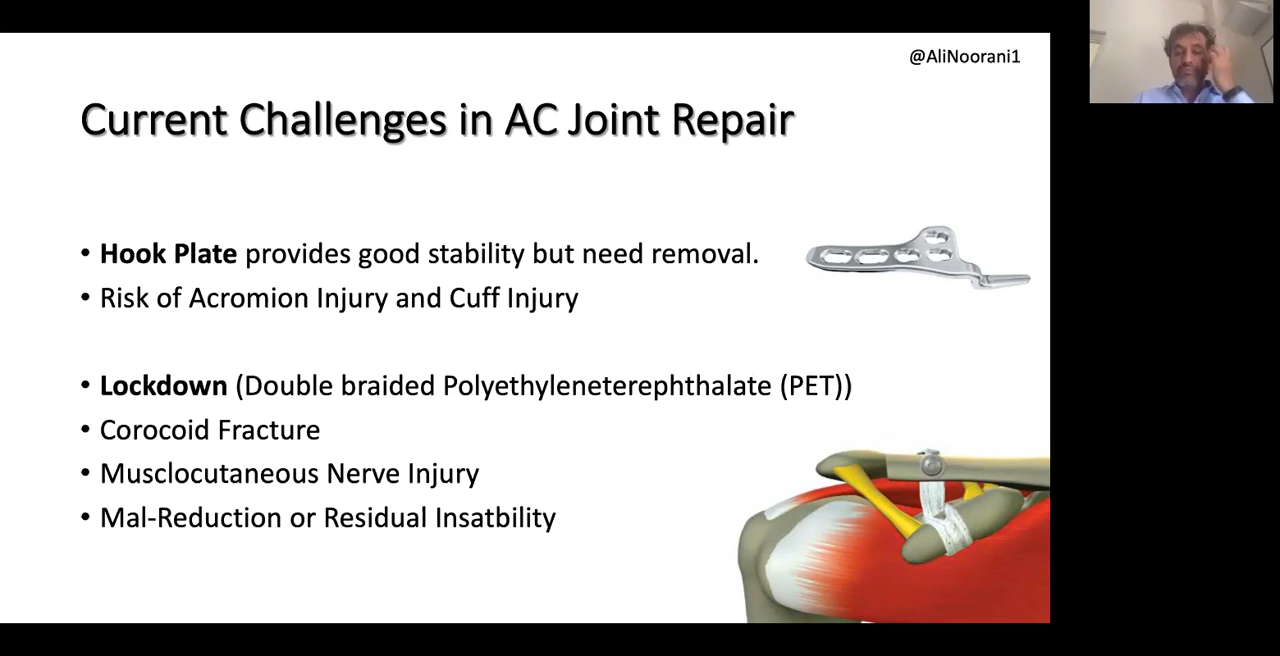 @AliNoorani1
Current Challenges in AC Joint Repair
• Hook Plate provides good stability but need removal.
• Risk of Acromion Injury and Cuff Injury
• Lockdown (Double braided Polyethyleneterephthalate (PET))
• Corocoid Fracture
• Musclocutaneous Nerve Injury
• Mal-Reduction or Residual Insatbility